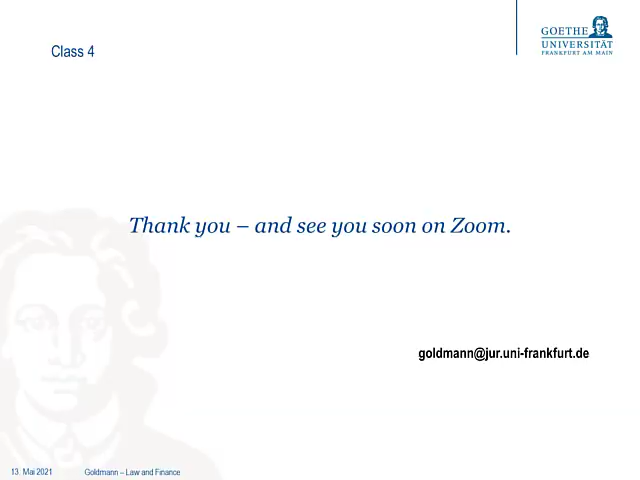 Class 4
GOETHE
UNIVERSITÄT
FRANKFURT AM MAIN
Thank you – and see you soon on Zoom.
goldmann@jur.uni-frankfurt.de
13. Mai 2021
Goldmann – Law and Finance